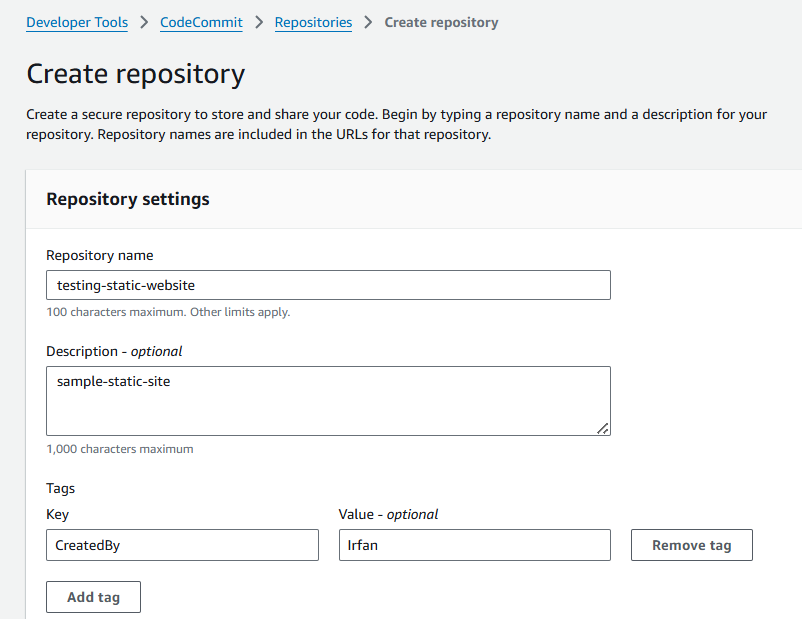 Developer Tools > CodeCommit > Repositories > Create repository
Create repository
Create a secure repository to store and share your code. Begin by typing a repository name and a description for your
repository. Repository names are included in the URLs for that repository.
Repository settings
Repository name
testing-static-website
100 characters maximum. Other limits apply.
Description - optional
sample-static-site
1,000 characters maximum
Tags
Key Value - optional
CreatedBy Irfan Remove tag
Add tag